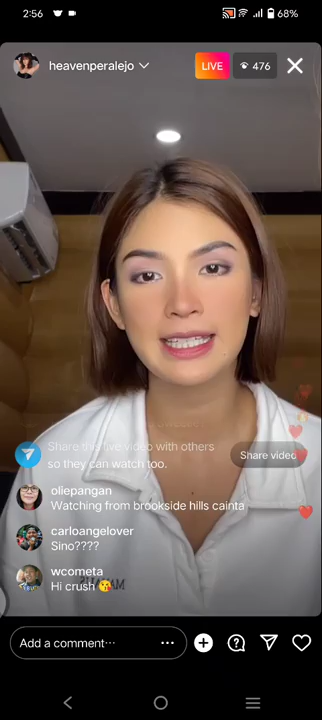 2:56
68%
heavenperalejo
LIVE
476
Share this live video with others
so they can watch too.
Share video
oliepangan
Watching from brookside hills cainta
carloangelover
Sino????
wcometa
Hi crush 😘
Add a comment...